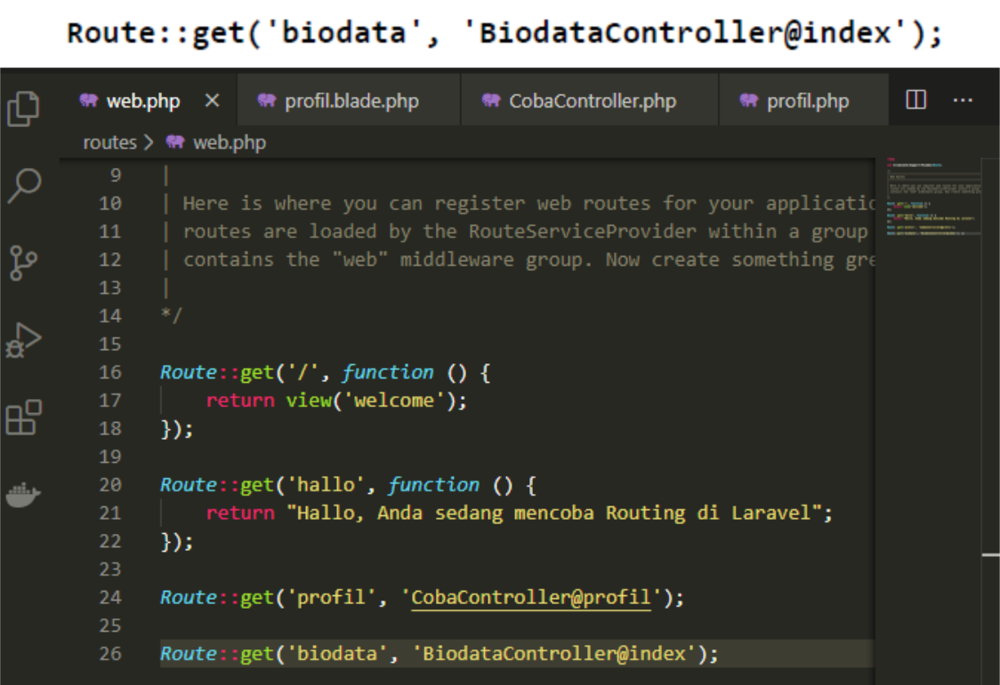 Route::get('biodata', 'BiodataController@index');
web.php × profil.blade.php CobaController.php profil.php ...
routes > web.php
9 |
10 | Here is where you can register web routes for your applicatio
11 | routes are loaded by the RouteServiceProvider within a group
12 | contains the "web" middleware group. Now create something gre
13 |
14 */
15
16 Route::get('/', function () {
17 return view('welcome');
18 });
19
20 Route::get('hallo', function () {
21 return "Hallo, Anda sedang mencoba Routing di Laravel";
22 });
23
24 Route::get('profil', 'CobaController@profil');
25
26 Route::get('biodata', 'BiodataController@index');